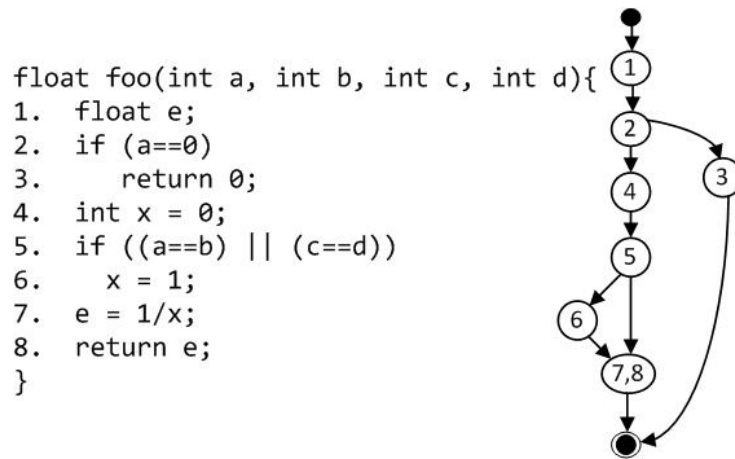 float foo(int a, int b, int c, int d){
1. float e;
2. if (a==0)
3. return 0;
4. int x = 0;
5. if ((a==b) || (c==d))
6. x = 1;
7. e = 1/x;
8. return e;
}
1
2
3
4
5
6
7,8